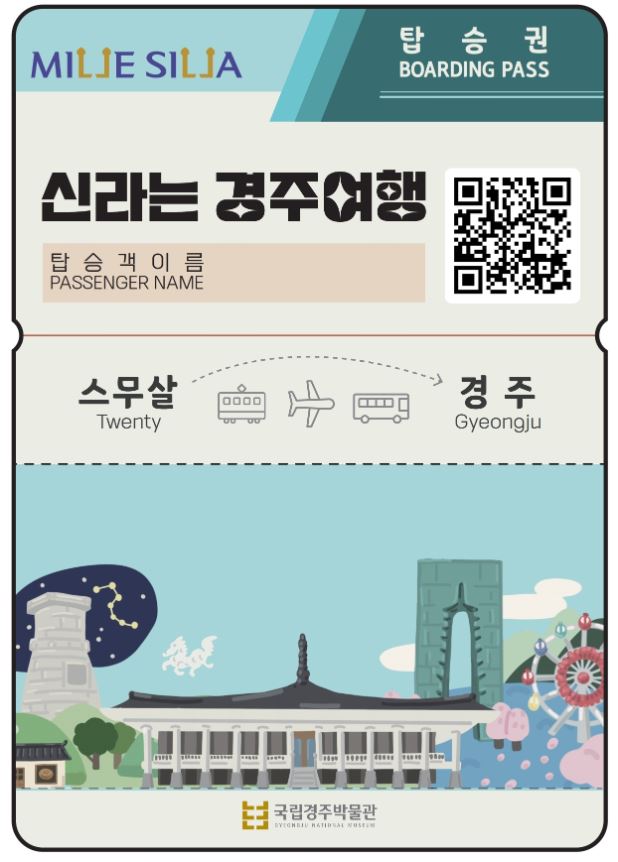 MILLE SILLA
탑 승 권
BOARDING PASS
신라는 경주여행
탑 승 객 이 름
PASSENGER NAME
스무살
Twenty
경 주
Gyeongju
국립경주박물관
GYEONGJU NATIONAL MUSEUM